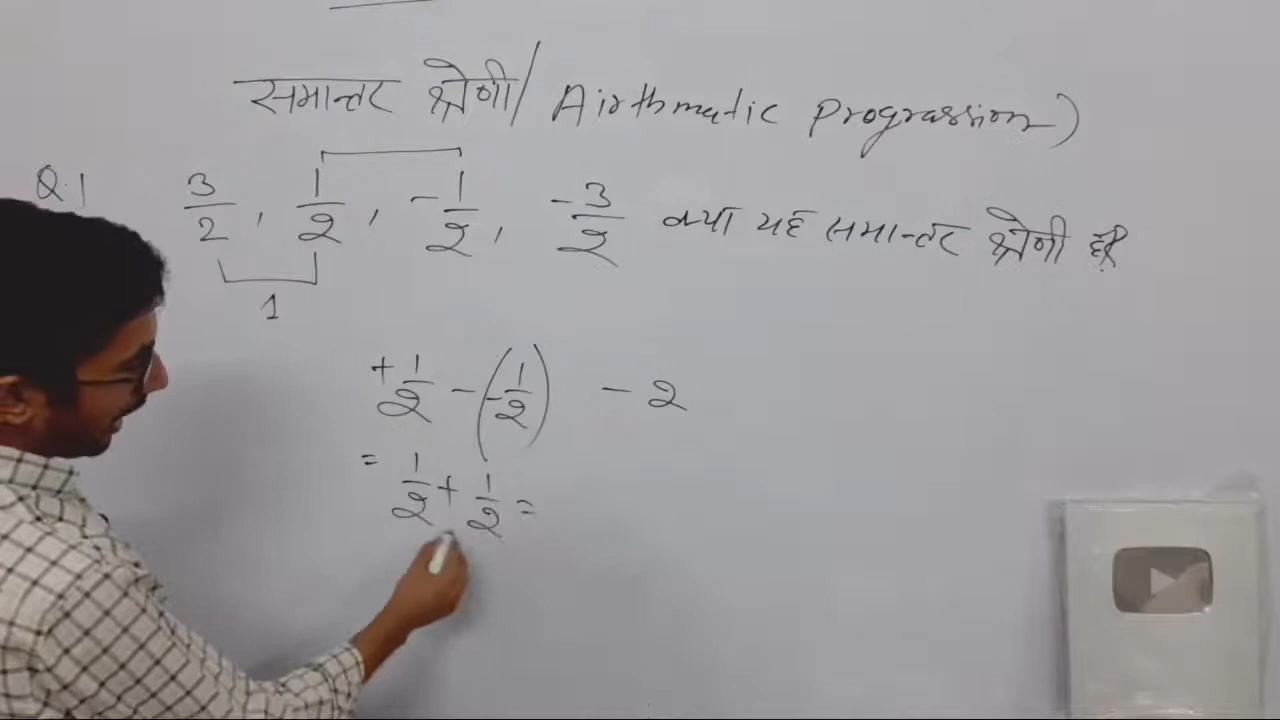 समान्तर श्रेणी/ Airthmatic Prograssion)
Q.1 3/2, 1/2, -1/2, -3/2 क्या यह समान्तर श्रेणी है?
1
+1/2 - (-1/2) - 2
= 1/2 + 1/2 =